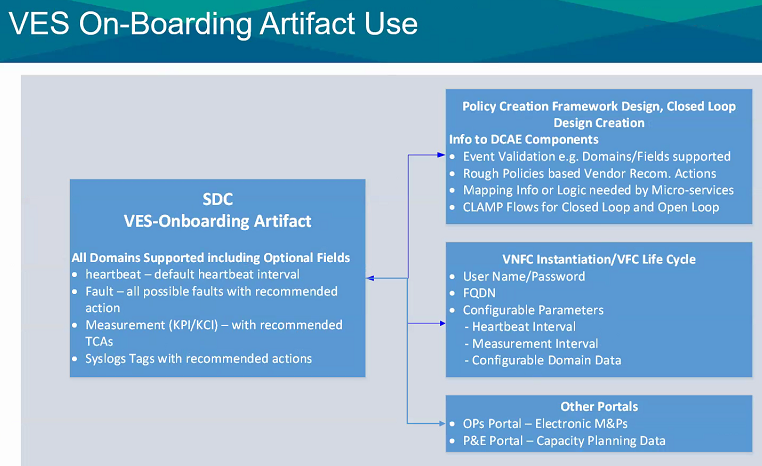 VES On-Boarding Artifact Use
SDC
VES-Onboarding Artifact
All Domains Supported including Optional Fields
• heartbeat – default heartbeat interval
• Fault – all possible faults with recommended
action
• Measurement (KPI/KCI) – with recommended
TCAs
• Syslogs Tags with recommended actions
Policy Creation Framework Design, Closed Loop
Design Creation
Info to DCAE Components
• Event Validation e.g. Domains/Fields supported
• Rough Policies based Vendor Recom. Actions
• Mapping Info or Logic needed by Micro-services
• CLAMP Flows for Closed Loop and Open Loop
VNFC Instantiation/VFC Life Cycle
• User Name/Password
• FQDN
• Configurable Parameters
- Heartbeat Interval
- Measurement Interval
- Configurable Domain Data
Other Portals
• OPs Portal – Electronic M&Ps
• P&E Portal – Capacity Planning Data